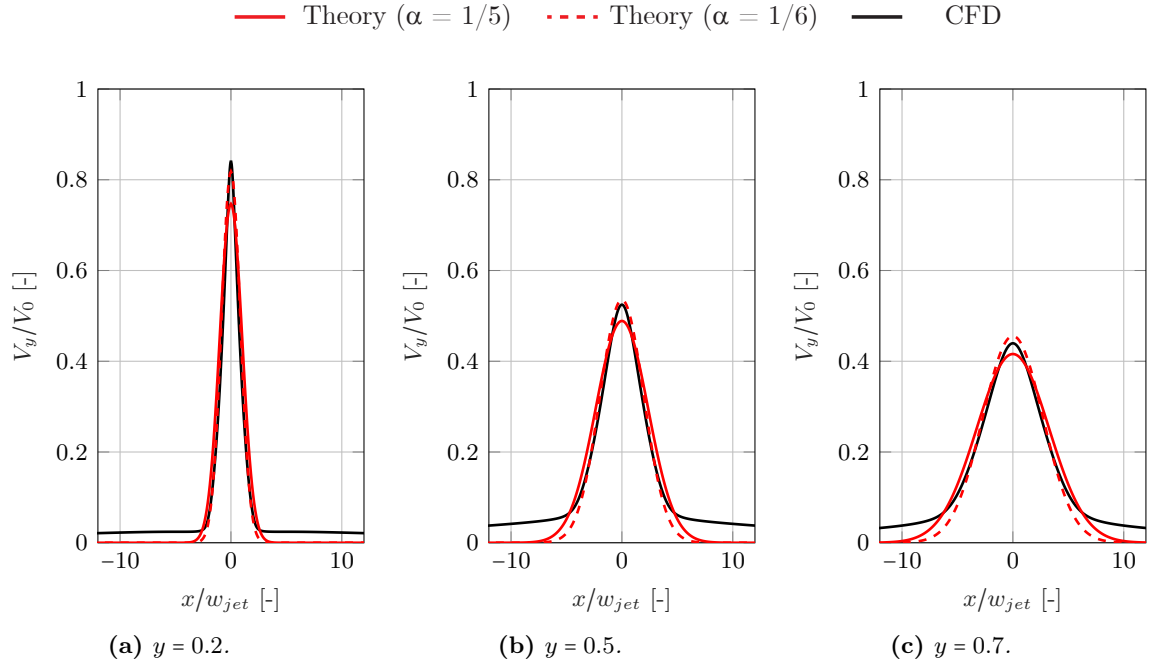 Theory (α = 1/5) Theory (α = 1/6) CFD
1 1 1
0.8 0.8 0.8
0.6 0.6 0.6
0.4 0.4 0.4
0.2 0.2 0.2
0 0 0
V_y/V_0 [-] V_y/V_0 [-] V_y/V_0 [-]
−10 0 10 −10 0 10 −10 0 10
x/w_jet [-] x/w_jet [-] x/w_jet [-]
(a) y = 0.2. (b) y = 0.5. (c) y = 0.7.